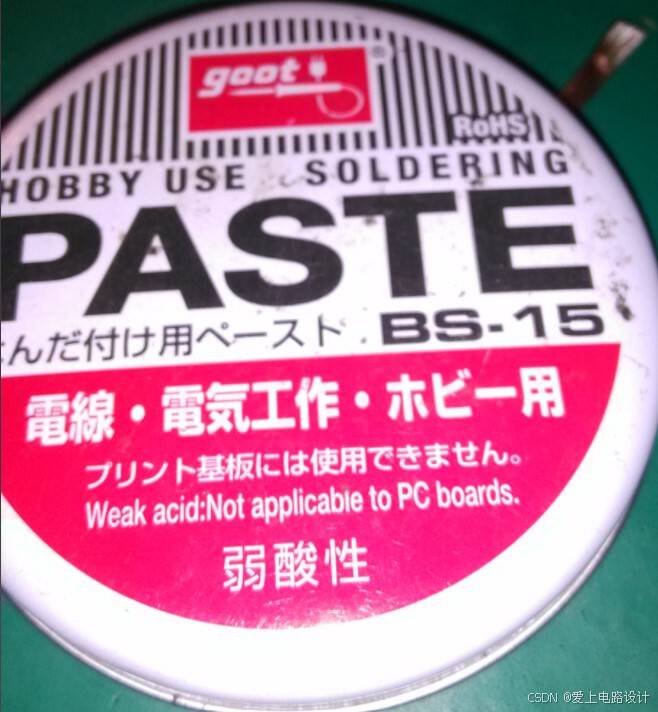 goot
®
RoHS
HOBBY USE SOLDERING
PASTE
んだ付け用ペースト BS-15
電線・電気工作・ホビー用
プリント基板には使用できません。
Weak acid:Not applicable to PC boards.
弱酸性
CSDN @爱上电路设计